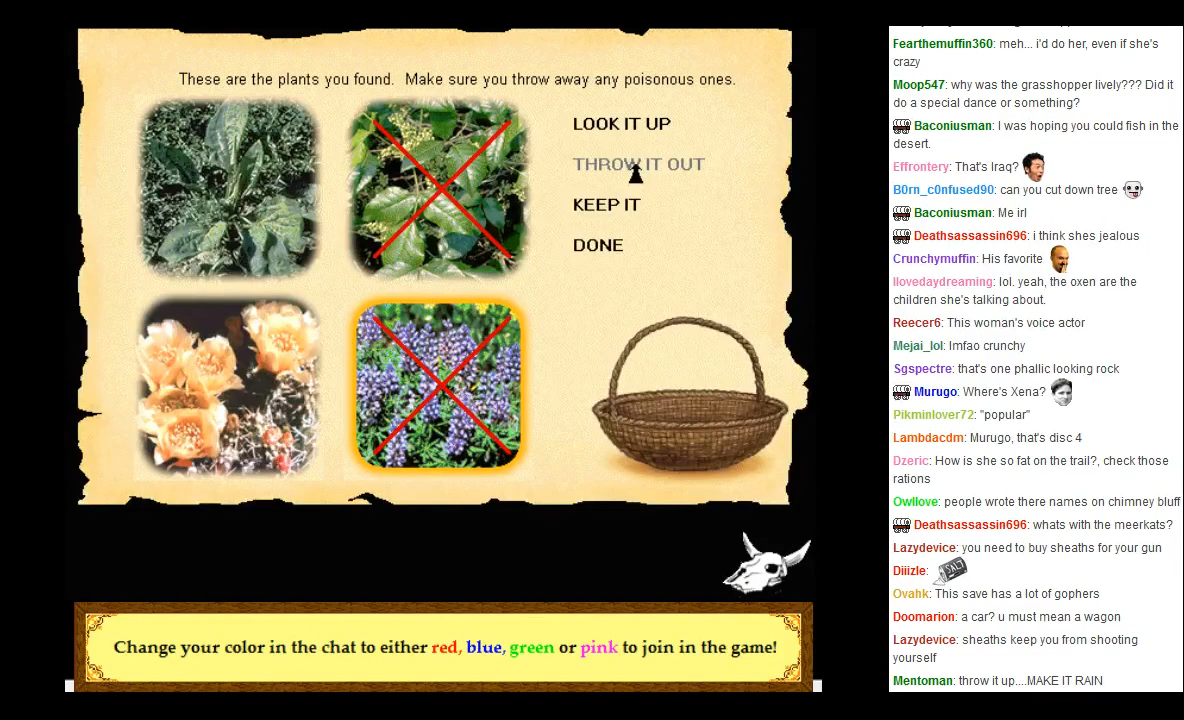 These are the plants you found. Make sure you throw away any poisonous ones.
LOOK IT UP
THROW IT OUT
KEEP IT
DONE
Change your color in the chat to either red, blue, green or pink to join in the game!
Fearthemuffin360: meh... i'd do her, even if she's
crazy
Moop547: why was the grasshopper lively??? Did it
do a special dance or something?
Baconiusman: I was hoping you could fish in the
desert.
Effrontery: That's Iraq?
B0rn_c0nfused90: can you cut down tree
Baconiusman: Me irl
Deathsassassin696: i think shes jealous
Crunchymuffin: His favorite
Ilovedaydreaming: lol. yeah, the oxen are the
children she's talking about.
Reecer6: This woman's voice actor
Mejai_lol: lmfao crunchy
Sgspectre: that's one phallic looking rock
Murugo: Where's Xena?
Pikminlover72: "popular"
Lambdacdm: Murugo, that's disc 4
Dzeric: How is she so fat on the trail?, check those
rations
Owllove: people wrote there names on chimney bluff
Deathsassassin696: whats with the meerkats?
Lazydevice: you need to buy sheaths for your gun
Diiizle: SALT
Ovahk: This save has a lot of gophers
Doomarion: a car? u must mean a wagon
Lazydevice: sheaths keep you from shooting
yourself
Mentoman: throw it up....MAKE IT RAIN